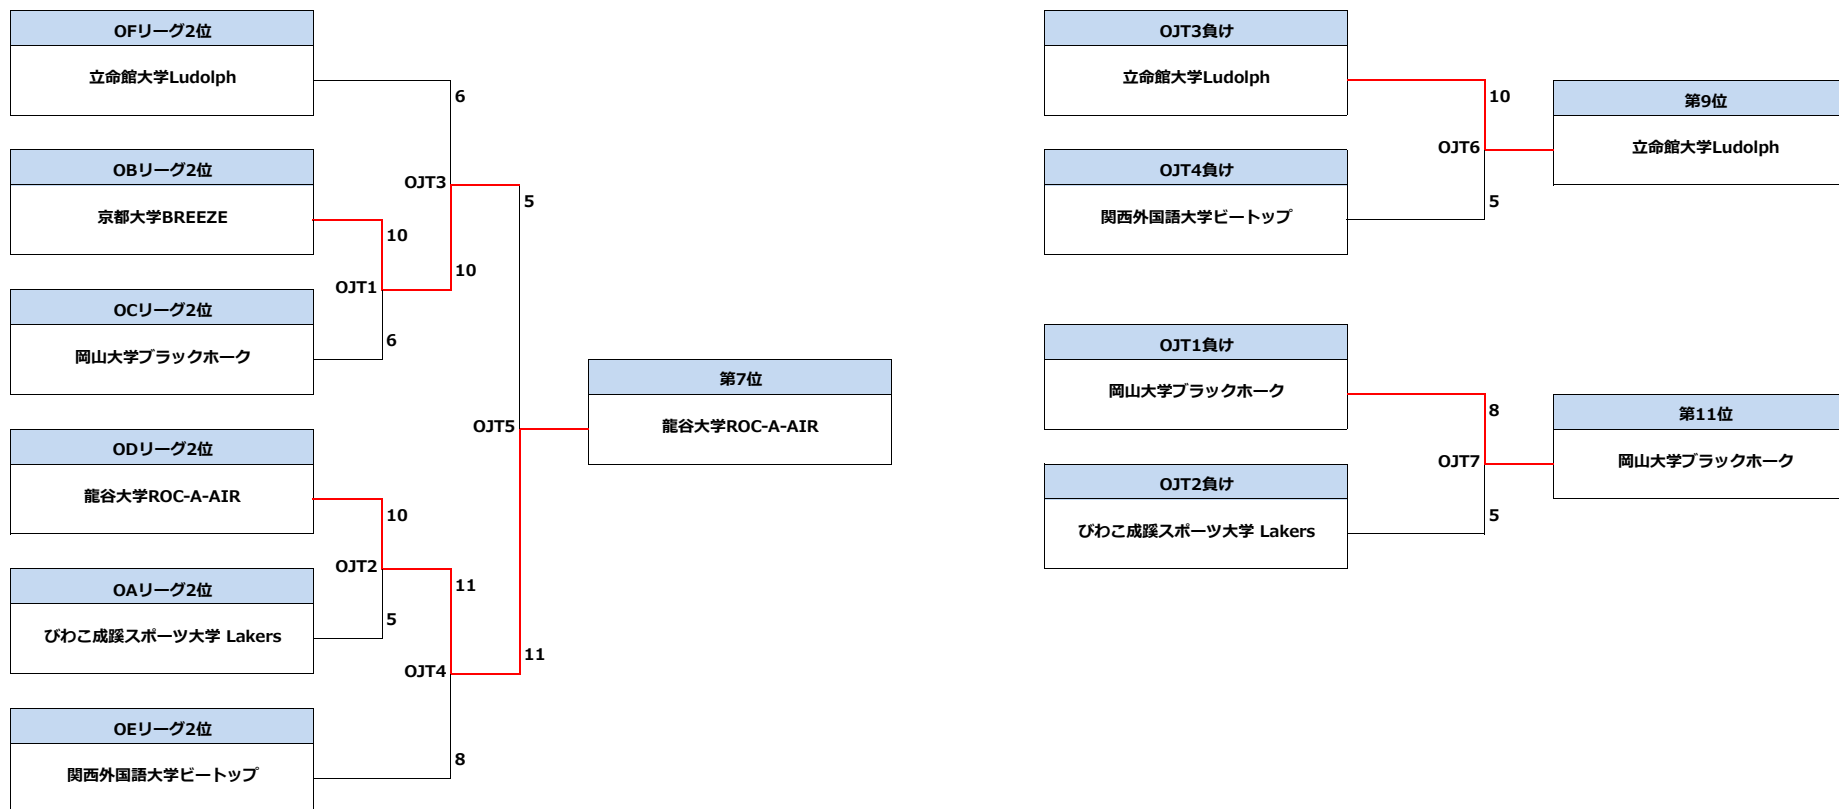 OFリーグ2位
立命館大学Ludolph
6
OBリーグ2位
OJT3
京都大学BREEZE
5
10
10
OJT1
OCリーグ2位
6
岡山大学ブラックホーク
第7位
OJT5
龍谷大学ROC-A-AIR
ODリーグ2位
龍谷大学ROC-A-AIR
10
OJT2
11
OAリーグ2位
5
びわこ成蹊スポーツ大学 Lakers
11
OJT4
OEリーグ2位
8
関西外国語大学ビートップ
OJT3負け
立命館大学Ludolph
10
第9位
OJT6
立命館大学Ludolph
OJT4負け
5
関西外国語大学ビートップ
OJT1負け
岡山大学ブラックホーク
8
第11位
OJT7
岡山大学ブラックホーク
OJT2負け
5
びわこ成蹊スポーツ大学 Lakers